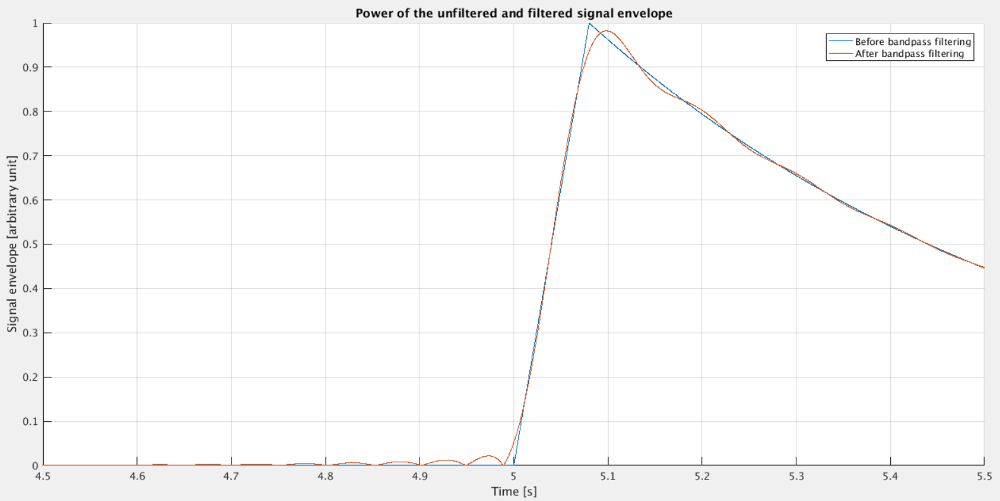 Power of the unfiltered and filtered signal envelope
Before bandpass filtering
After bandpass filtering
Signal envelope [arbitrary unit]
1
0.9
0.8
0.7
0.6
0.5
0.4
0.3
0.2
0.1
0
4.5 4.6 4.7 4.8 4.9 5 5.1 5.2 5.3 5.4 5.5
Time [s]